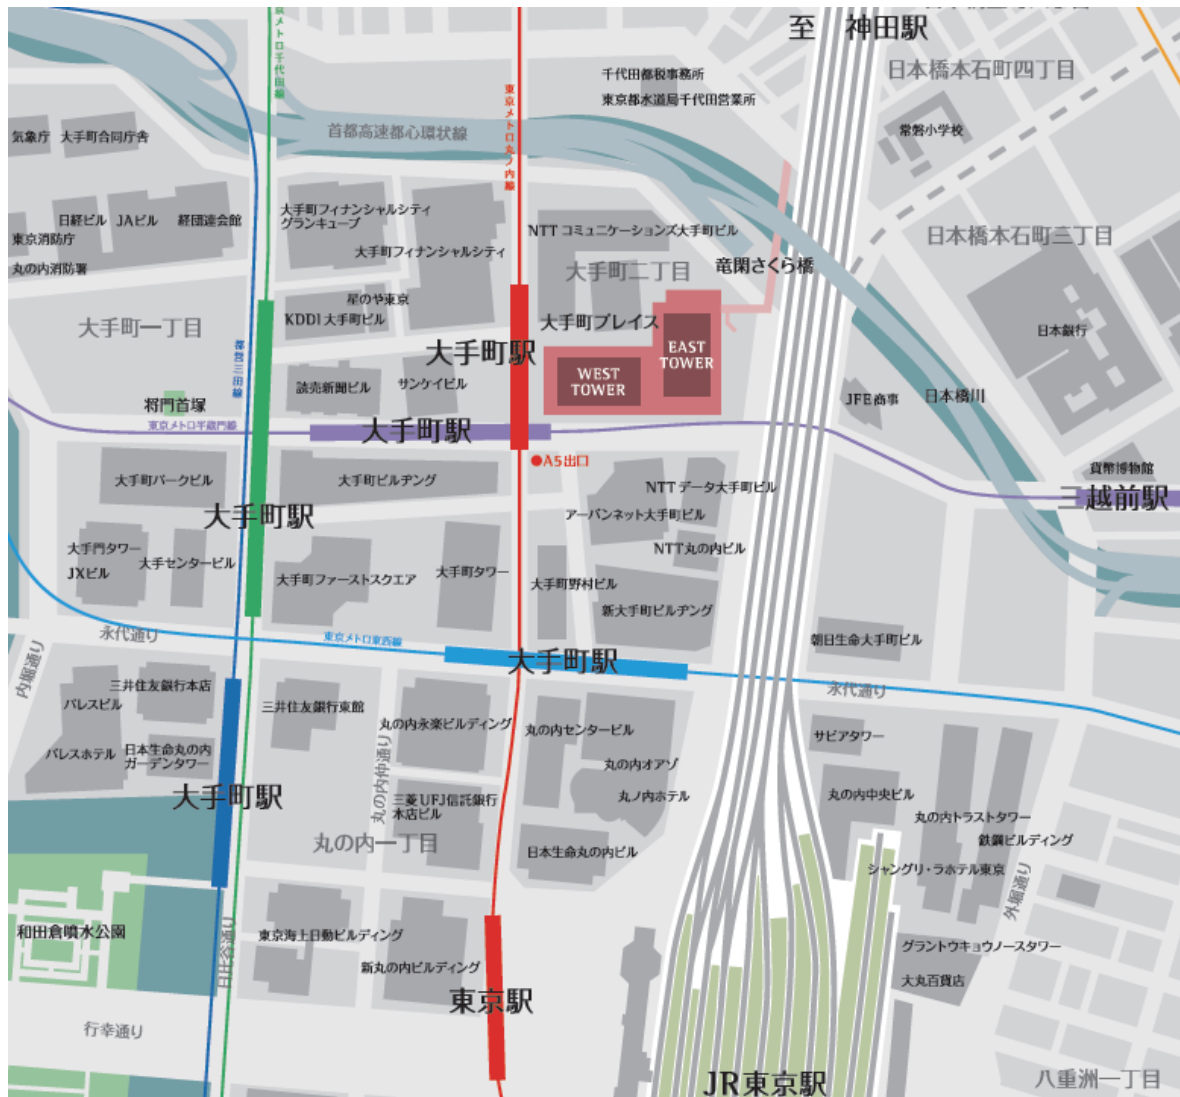 至 神田駅
日本橋本石町四丁目
東京メトロ千代田線
千代田都税事務所
東京都水道局千代田営業所
東京メトロ丸ノ内線
首都高速都心環状線
常磐小学校
気象庁
大手町合同庁舎
日経ビル
JAビル
経団連会館
東京消防庁
丸の内消防署
大手町フィナンシャルシティ
グランキューブ
大手町フィナンシャルシティ
NTT コミュニケーションズ大手町ビル
日本橋本石町三丁目
大手町二丁目
竜閑さくら橋
星のや東京
KDDI 大手町ビル
大手町一丁目
大手町プレイス
大手町駅
EAST
TOWER
WEST
TOWER
日本銀行
都営三田線
読売新聞ビル
サンケイビル
JFE商事
日本橋川
将門首塚
東京メトロ半蔵門線
大手町駅
A5出口
貨幣博物館
三越前駅
大手町パークビル
大手町ビルヂング
NTT データ大手町ビル
大手町駅
アーバンネット大手町ビル
大手門タワー
JXビル
大手センタービル
NTT丸の内ビル
大手町ファーストスクエア
大手町タワー
大手町野村ビル
新大手町ビルヂング
永代通り
東京メトロ東西線
大手町駅
朝日生命大手町ビル
内堀通り
永代通り
三井住友銀行本店
パレスビル
三井住友銀行東館
丸の内永楽ビルディング
丸の内センタービル
サピアタワー
パレスホテル
日本生命丸の内
ガーデンタワー
丸の内仲通り
丸の内オアゾ
丸ノ内ホテル
丸の内中央ビル
大手町駅
三菱UFJ信託銀行
本店ビル
丸の内トラストタワー
丸の内一丁目
日本生命丸の内ビル
鉄鋼ビルディング
シャングリ・ラホテル東京
外堀通り
和田倉噴水公園
日比谷通り
東京海上日動ビルディング
新丸の内ビルディング
グラントウキョウノースタワー
大丸百貨店
東京駅
行幸通り
JR東京駅
八重洲一丁目